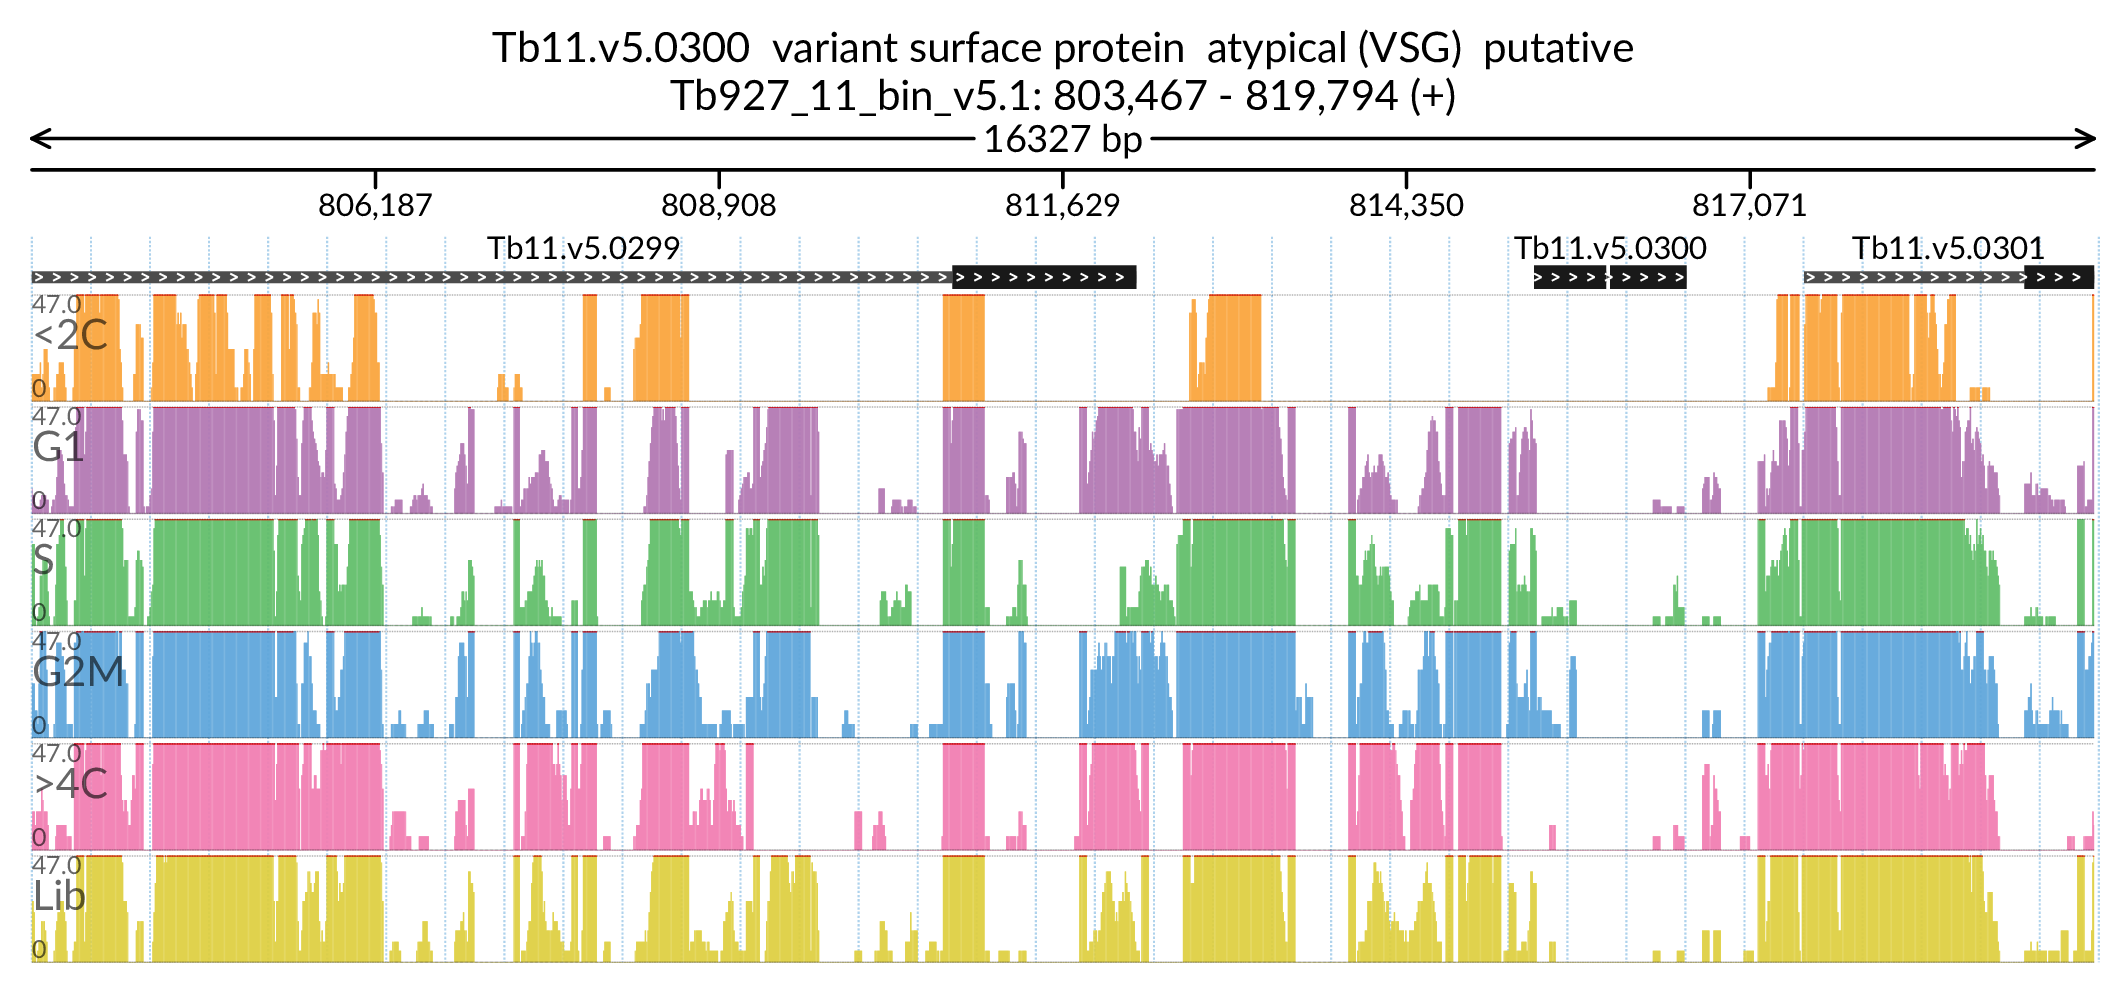 Tb11.v5.0300 variant surface protein atypical (VSG) putative
Tb927_11_bin_v5.1: 803,467 - 819,794 (+)
16327 bp
806,187 808,908 811,629 814,350 817,071
Tb11.v5.0299 Tb11.v5.0300 Tb11.v5.0301
47.0
<2C
0
47.0
G1
0
47.0
S
0
47.0
G2M
0
47.0
>4C
0
47.0
Lib
0